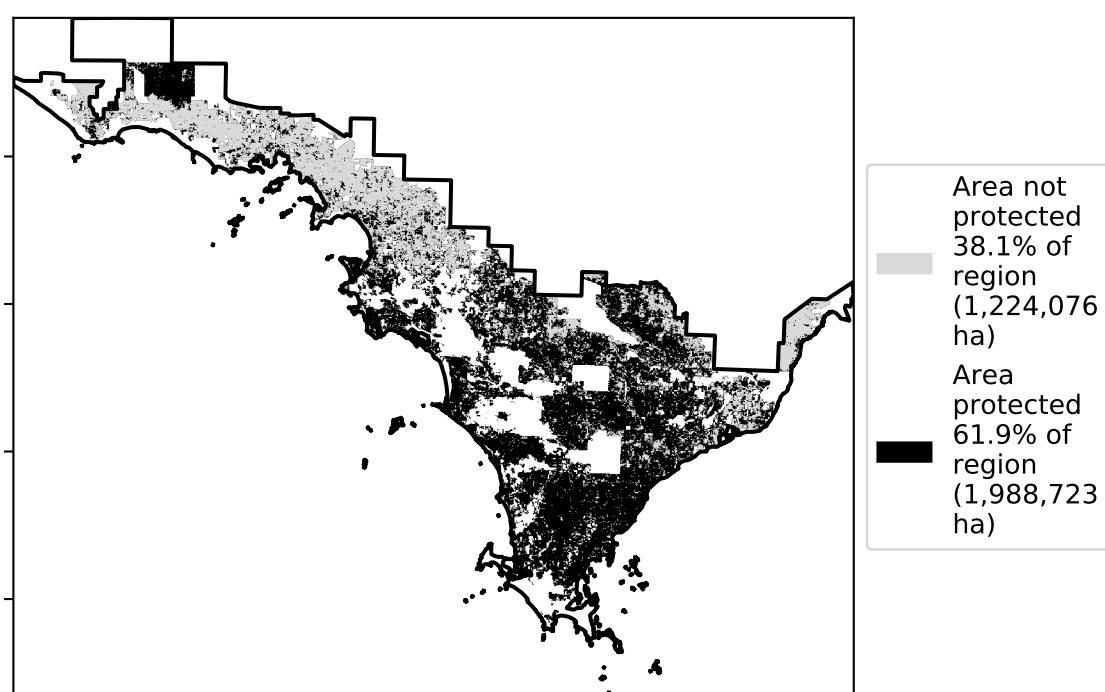 Area not
protected
38.1% of
region
(1,224,076
ha)
Area
protected
61.9% of
region
(1,988,723
ha)